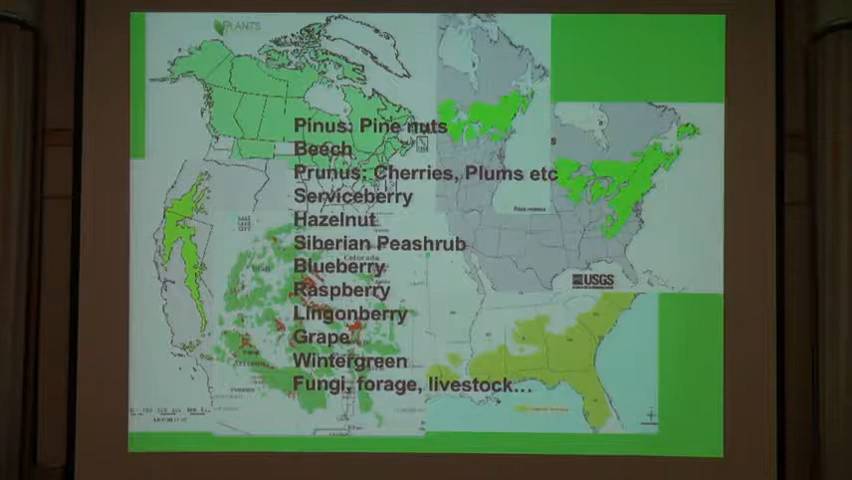 PLANTS
Pinus: Pine nuts
Beech
Prunus: Cherries, Plums etc
Serviceberry
Hazelnut
Siberian Peashrub
Colorado
Blueberry
Raspberry
USGS
Lingonberry
Grape
Wintergreen
Fungi, forage, livestock...